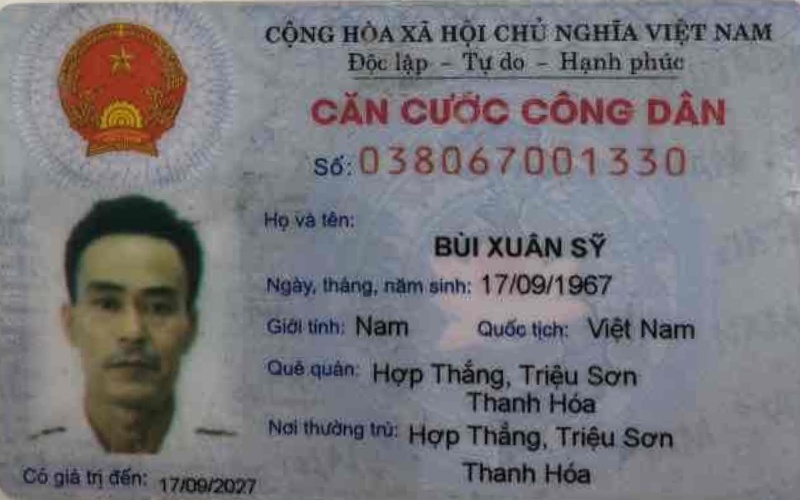 CỘNG HÒA XÃ HỘI CHỦ NGHĨA VIỆT NAM
Độc lập - Tự do - Hạnh phúc
CĂN CƯỚC CÔNG DÂN
Số: 038067001330
Họ và tên:
BÙI XUÂN SỸ
Ngày, tháng, năm sinh: 17/09/1967
Giới tính: Nam Quốc tịch: Việt Nam
Quê quán: Hợp Thắng, Triệu Sơn
Thanh Hóa
Nơi thường trú: Hợp Thắng, Triệu Sơn
Thanh Hóa
Có giá trị đến: 17/09/2027